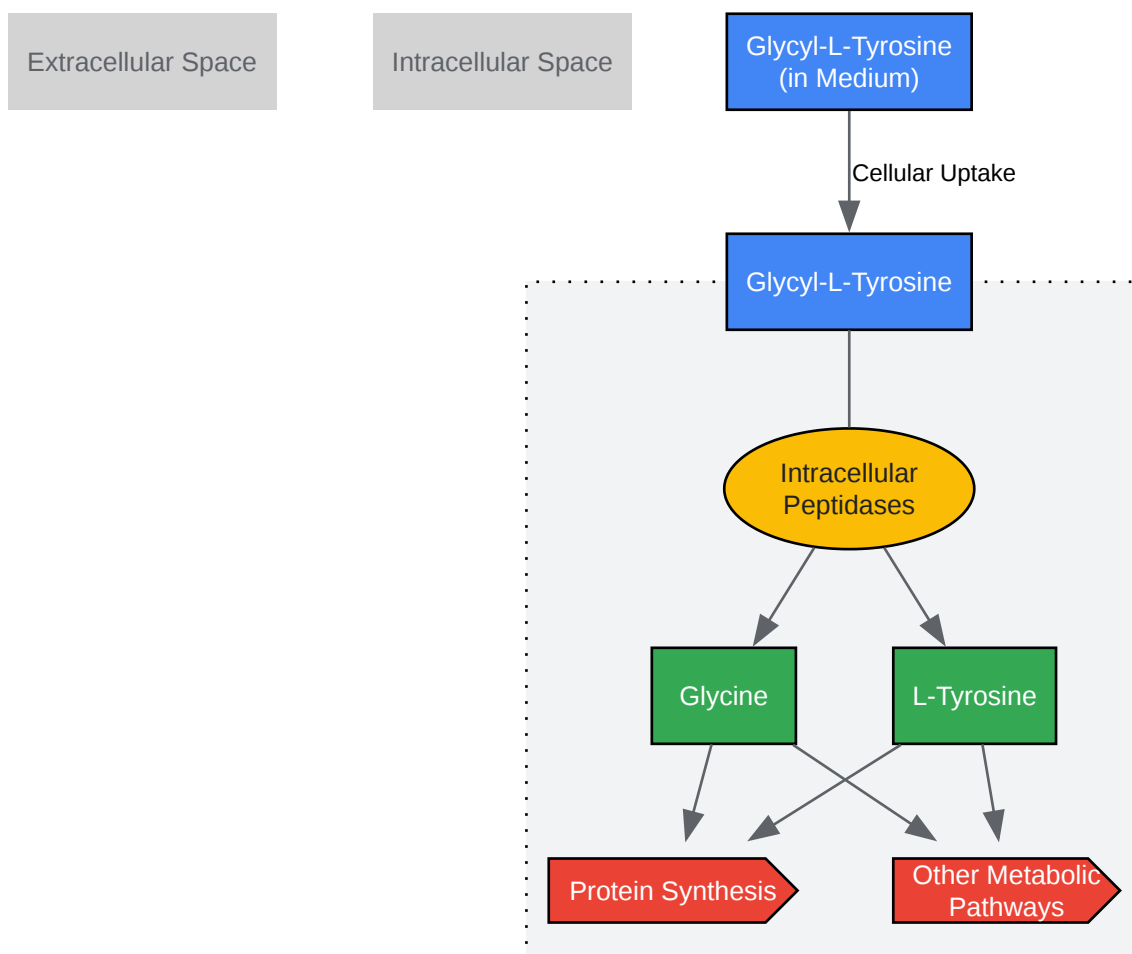 Extracellular Space
Intracellular Space
Glycyl-L-Tyrosine
(in Medium)
Cellular Uptake
Glycyl-L-Tyrosine
Intracellular
Peptidases
Glycine
L-Tyrosine
Protein Synthesis
Other Metabolic
Pathways